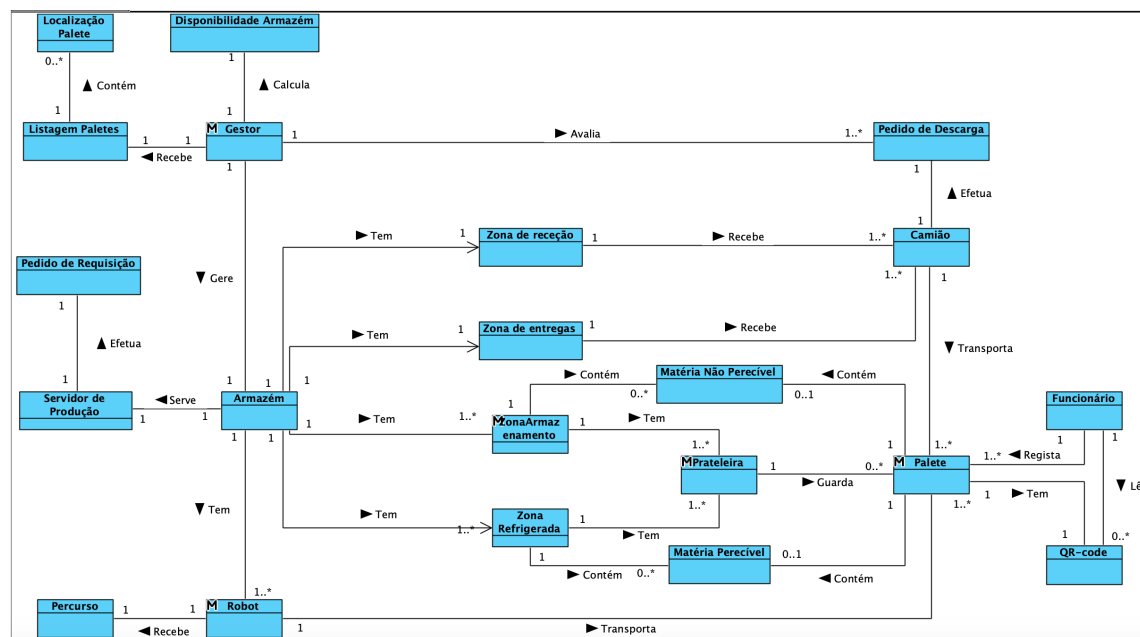 Localização
Palete
Disponibilidade Armazém
0..*
1
Contém
Calcula
1
1
Listagem Paletes
M
Gestor
1
1
1
Avalia
1..*
Pedido de Descarga
Recebe
1
1
Efetua
1
Tem
1
Zona de receção
1
Recebe
1..*
Camião
Pedido de Requisição
1..*
1
Gere
1
Efetua
Tem
1
Zona de entregas
1
Recebe
Transporta
1
1
1
1
Contém
Matéria Não Perecível
Contém
Servidor de
Produção
Serve
Armazém
0..*
0..1
Funcionário
1
1
1
Tem
1..*
1
M
ZonaArmaz
enamento
1
Tem
1..*
1
1..*
1
1
1
1
M
Prateleira
1
0..*
M
Palete
1..*
Regista
Guarda
Lê
Tem
Tem
1..*
Zona
Refrigerada
1
1..*
Tem
1
1..*
1
Tem
1
0..*
1
Contém
0..*
Matéria Perecível
0..1
Contém
QR-code
1..*
Percurso
1
1
M
Robot
Recebe
1
Transporta